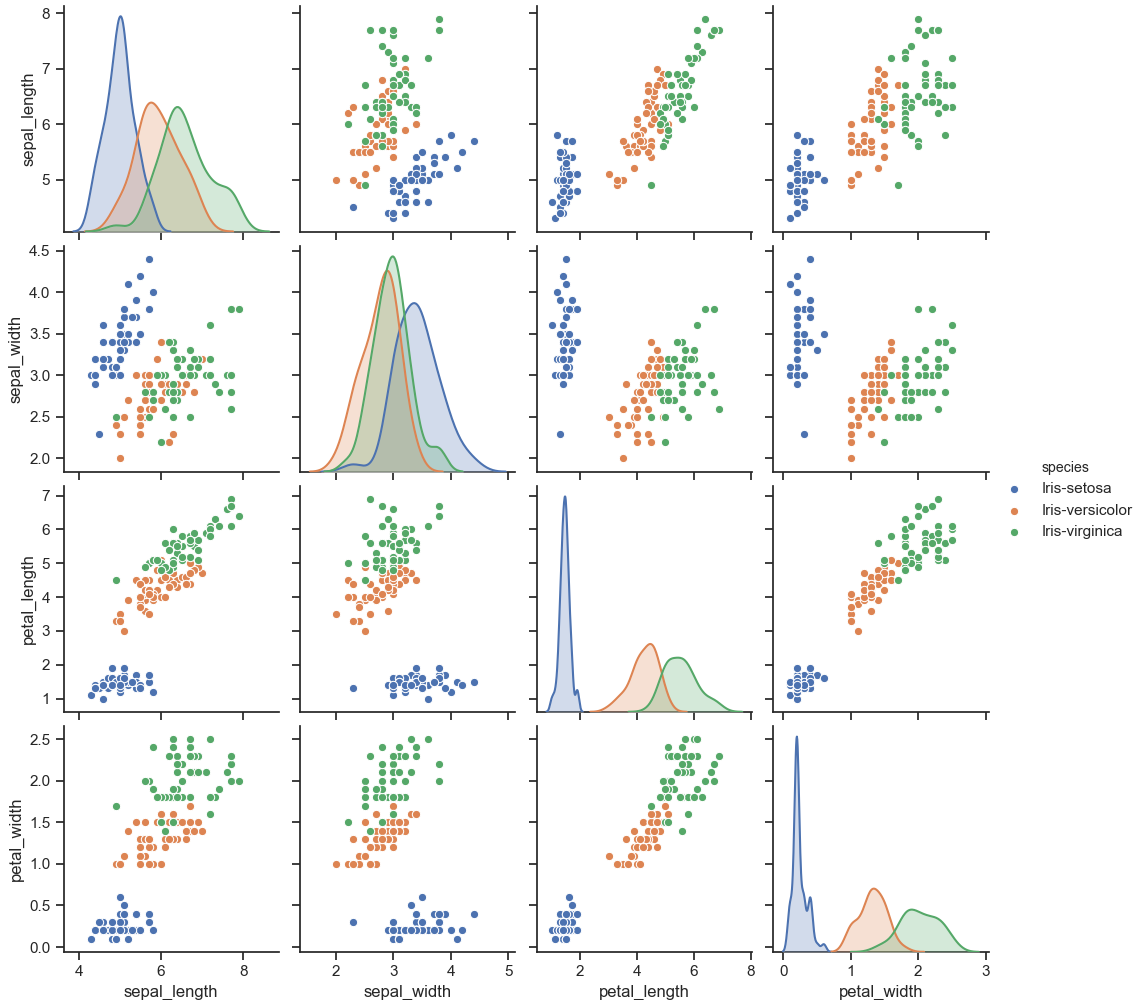 8
7
6
5
sepal_length
4.5
4.0
3.5
3.0
2.5
2.0
sepal_width
species
Iris-setosa
Iris-versicolor
Iris-virginica
7
6
5
4
3
2
1
petal_length
2.5
2.0
1.5
1.0
0.5
0.0
petal_width
4 6 8
2 3 4 5
2 4 6 8
0 1 2 3
sepal_length
sepal_width
petal_length
petal_width